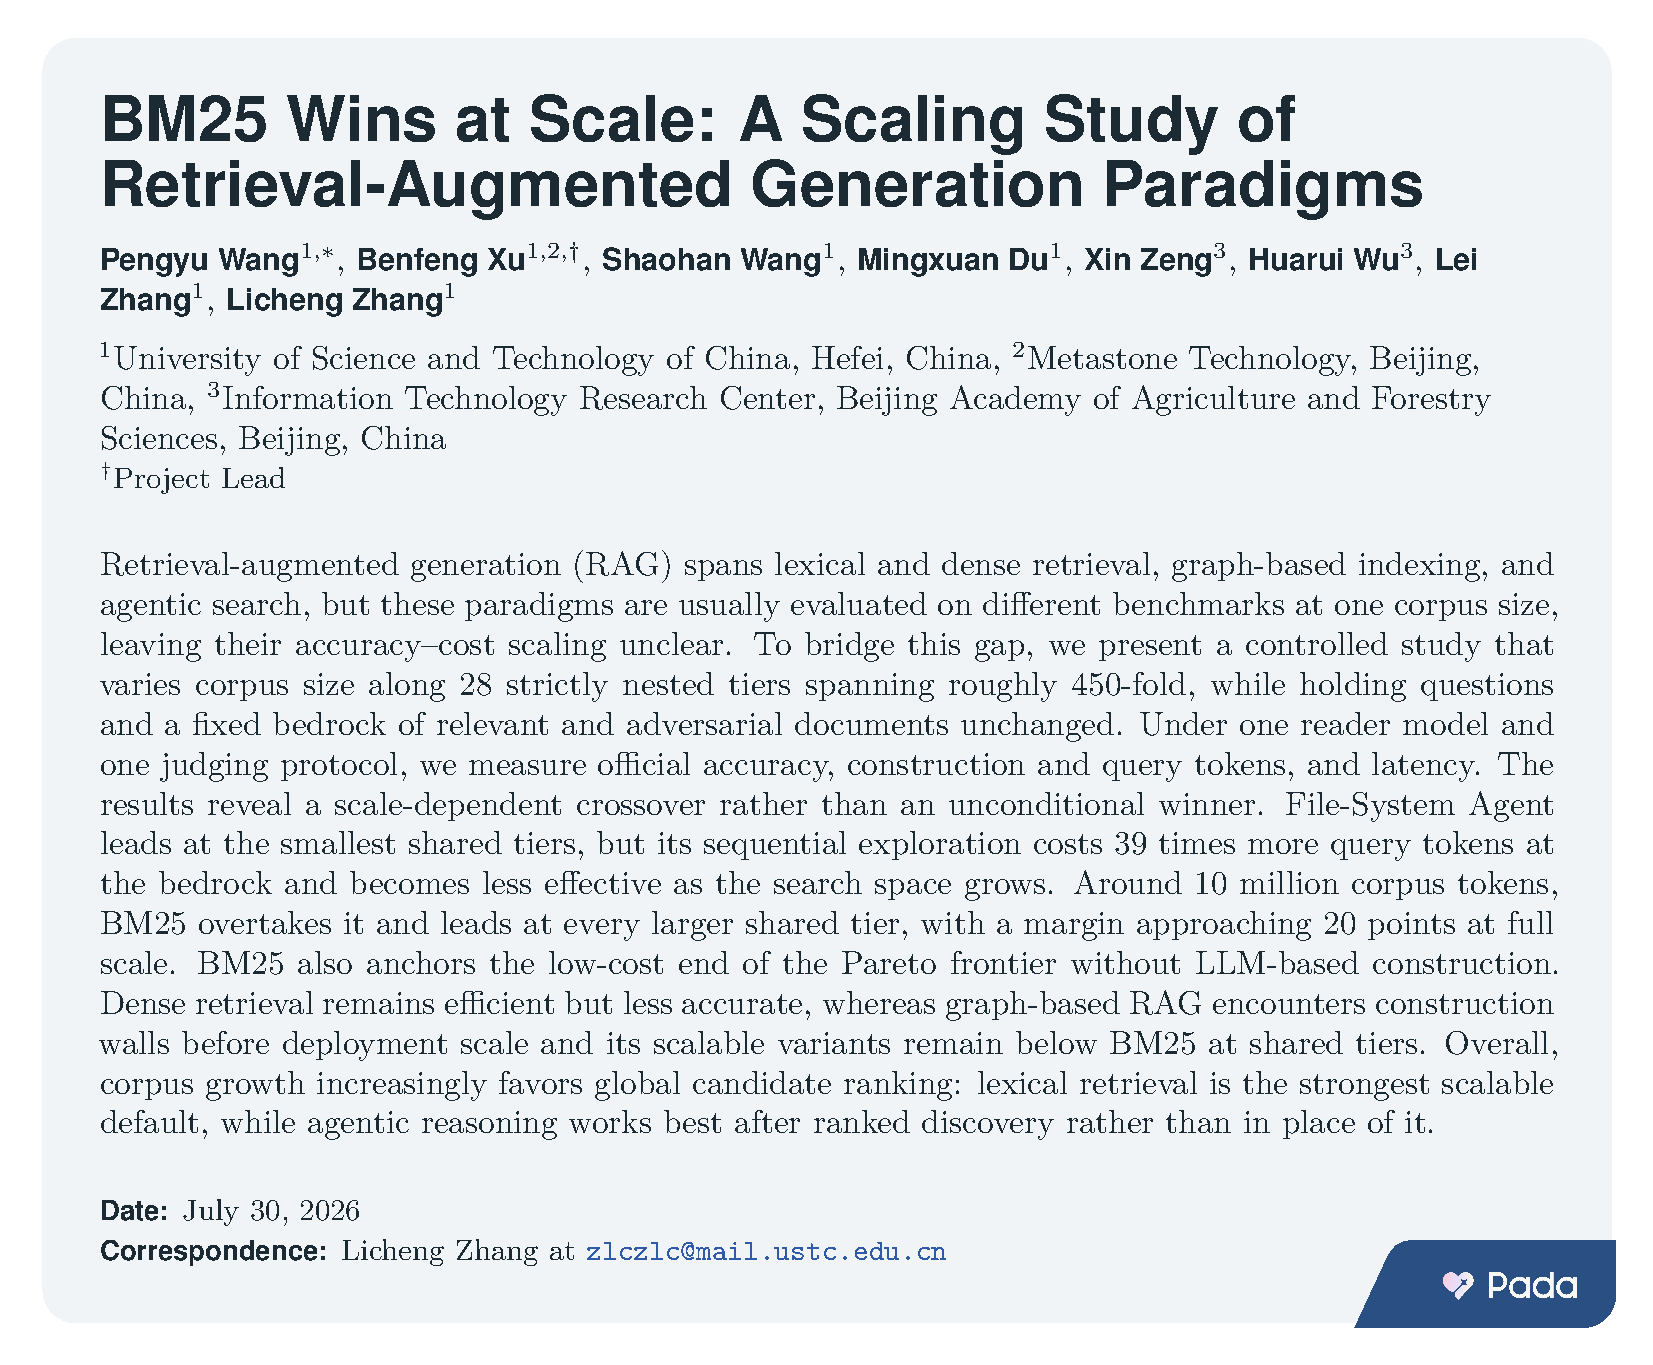 BM25 Wins at Scale: A Scaling Study of
Retrieval-Augmented Generation Paradigms
Pengyu Wang¹,*, Benfeng Xu¹,²,†, Shaohan Wang¹, Mingxuan Du¹, Xin Zeng³, Huarui Wu³, Lei
Zhang¹, Licheng Zhang¹
¹University of Science and Technology of China, Hefei, China, ²Metastone Technology, Beijing,
China, ³Information Technology Research Center, Beijing Academy of Agriculture and Forestry
Sciences, Beijing, China
†Project Lead
Retrieval-augmented generation (RAG) spans lexical and dense retrieval, graph-based indexing, and
agentic search, but these paradigms are usually evaluated on different benchmarks at one corpus size,
leaving their accuracy–cost scaling unclear. To bridge this gap, we present a controlled study that
varies corpus size along 28 strictly nested tiers spanning roughly 450-fold, while holding questions
and a fixed bedrock of relevant and adversarial documents unchanged. Under one reader model and
one judging protocol, we measure official accuracy, construction and query tokens, and latency. The
results reveal a scale-dependent crossover rather than an unconditional winner. File-System Agent
leads at the smallest shared tiers, but its sequential exploration costs 39 times more query tokens at
the bedrock and becomes less effective as the search space grows. Around 10 million corpus tokens,
BM25 overtakes it and leads at every larger shared tier, with a margin approaching 20 points at full
scale. BM25 also anchors the low-cost end of the Pareto frontier without LLM-based construction.
Dense retrieval remains efficient but less accurate, whereas graph-based RAG encounters construction
walls before deployment scale and its scalable variants remain below BM25 at shared tiers. Overall,
corpus growth increasingly favors global candidate ranking: lexical retrieval is the strongest scalable
default, while agentic reasoning works best after ranked discovery rather than in place of it.
Date: July 30, 2026
Correspondence: Licheng Zhang at zlczlc@mail.ustc.edu.cn
Pada